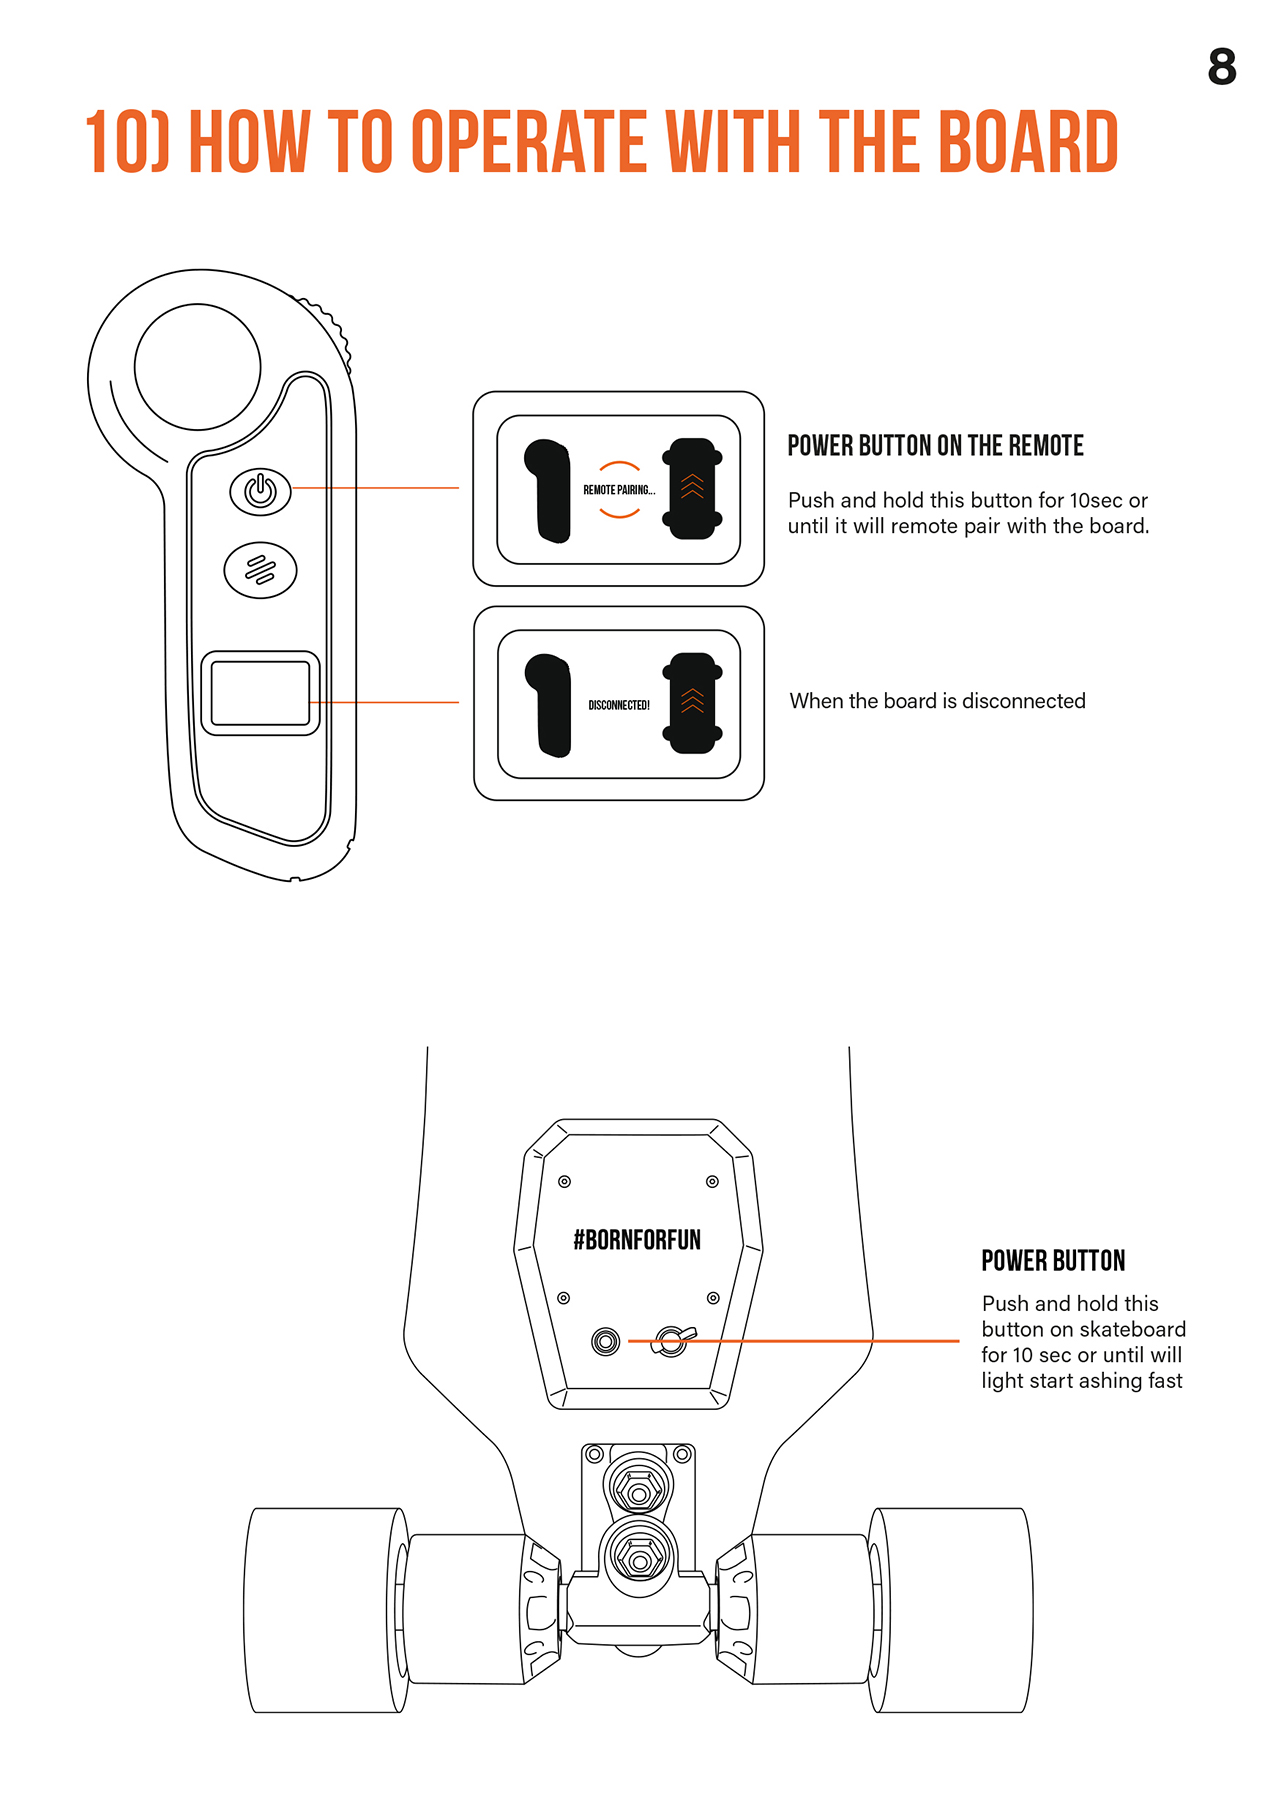 8
10) HOW TO OPERATE WITH THE BOARD
REMOTE PAIRING...
POWER BUTTON ON THE REMOTE
Push and hold this button for 10sec or
until it will remote pair with the board.
DISCONNECTED!
When the board is disconnected
#BORNFORFUN
POWER BUTTON
Push and hold this
button on skateboard
for 10 sec or until will
light start ashing fast